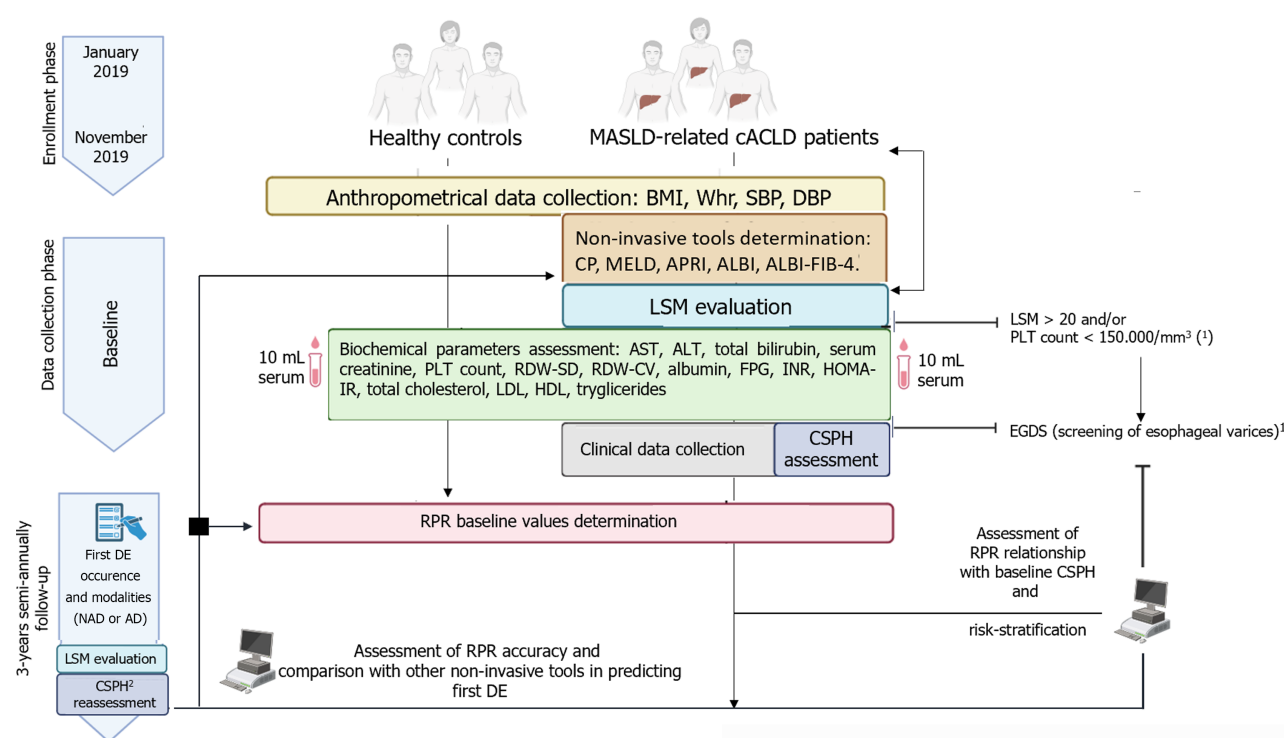 Enrollment phase
January
2019
November
2019
Healthy controls
MASLD-related cACLD patients
Anthropometrical data collection: BMI, Whr, SBP, DBP
Non-invasive tools determination:
CP, MELD, APRI, ALBI, ALBI-FIB-4.
LSM evaluation
Data collection phase
Baseline
LSM > 20 and/or
PLT count < 150.000/mm³ (¹)
10 mL
serum
Biochemical parameters assessment: AST, ALT, total bilirubin, serum
creatinine, PLT count, RDW-SD, RDW-CV, albumin, FPG, INR, HOMA-
IR, total cholesterol, LDL, HDL, tryglicerides
10 mL
serum
Clinical data collection
CSPH
assessment
EGDS (screening of esophageal varices)¹
RPR baseline values determination
3-years semi-annually
follow-up
First DE
occurence
and modalities
(NAD or AD)
LSM evaluation
CSPH²
reassessment
Assessment of
RPR relationship
with baseline CSPH
and
risk-stratification
Assessment of RPR accuracy and
comparison with other non-invasive tools in predicting
first DE